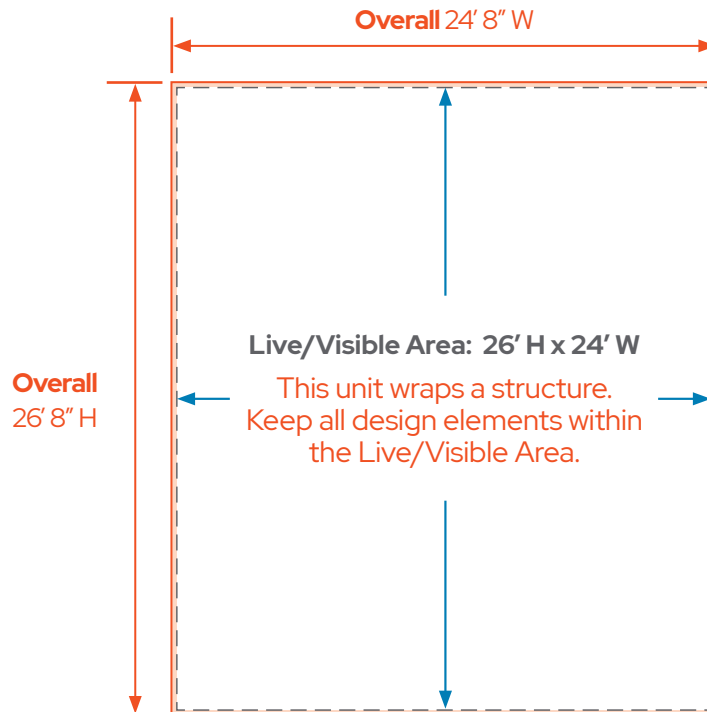 Overall 24′ 8″ W
Live/Visible Area: 26′ H x 24′ W
This unit wraps a structure.
Keep all design elements within
the Live/Visible Area.
Overall
26′ 8″ H